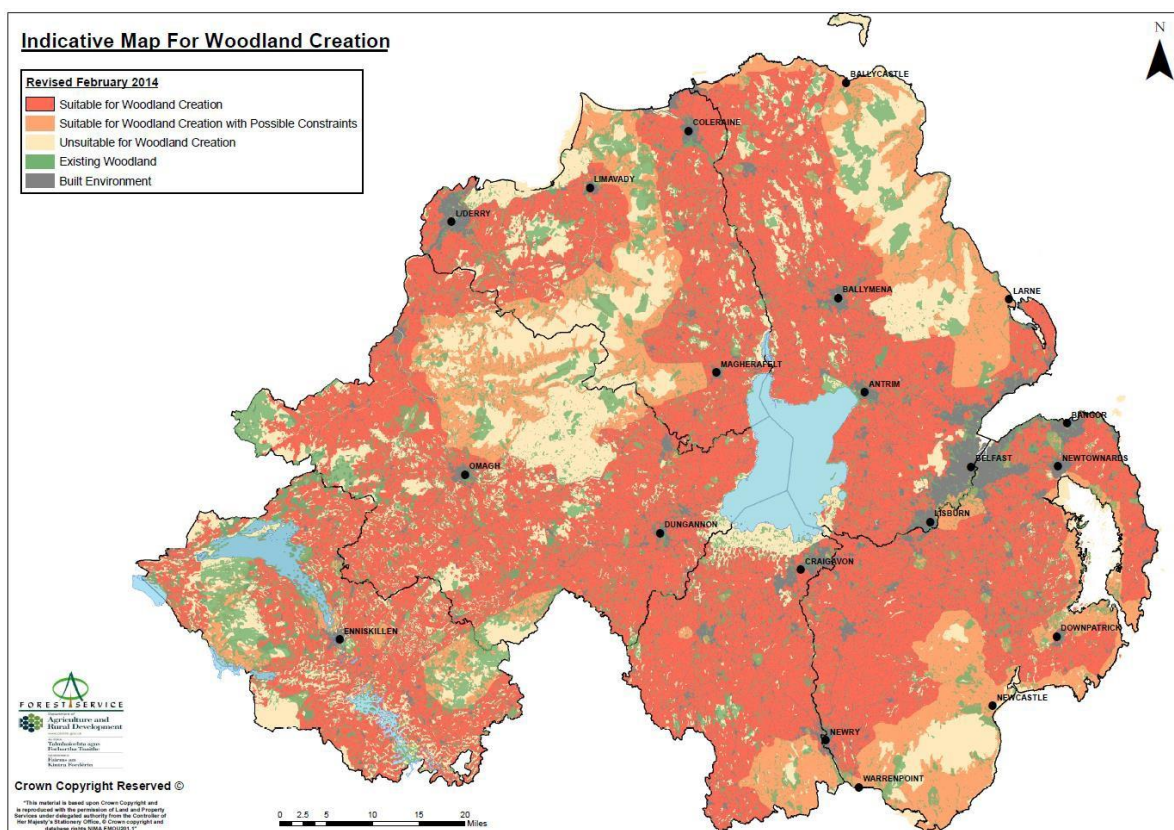 Indicative Map For Woodland Creation
Revised February 2014
Suitable for Woodland Creation
Suitable for Woodland Creation with Possible Constraints
Unsuitable for Woodland Creation
Existing Woodland
Built Environment
N
BALLYCASTLE
COLERAINE
LIMAVADY
L/DERRY
BALLYMENA
LARNE
MAGHERAFELT
ANTRIM
BANGOR
BELFAST
NEWTOWNARDS
OMAGH
LISBURN
DUNGANNON
CRAIGAVON
ENNISKILLEN
DOWNPATRICK
NEWCASTLE
NEWRY
WARRENPOINT
FOREST SERVICE
Agriculture and
Rural Development
Crown Copyright Reserved ©
"This material is based upon Crown Copyright and
is reproduced with the permission of Land and Property
Services under delegated authority from the Controller of
Her Majesty's Stationery Office, © Crown copyright and
database rights NIMA
0 2.5 5 10 15 20
Miles